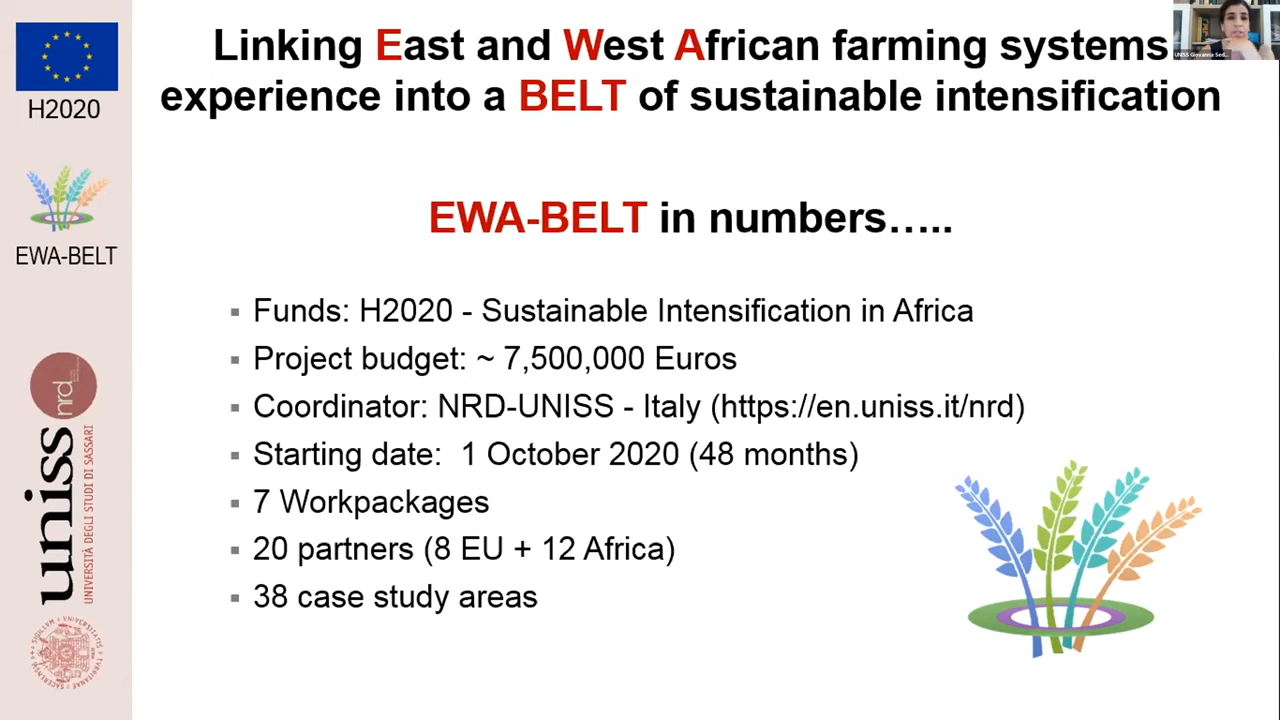 Linking East and West African farming systems
experience into a BELT of sustainable intensification
UNISS Giovanna Sed...
H2020
EWA-BELT
EWA-BELT in numbers…..
Funds: H2020 - Sustainable Intensification in Africa
Project budget: ~ 7,500,000 Euros
Coordinator: NRD-UNISS - Italy (https://en.uniss.it/nrd)
Starting date:  1 October 2020 (48 months)
7 Workpackages
20 partners (8 EU + 12 Africa)
38 case study areas
nrd
uniss
UNIVERSITÀ DEGLI STUDI DI SASSARI